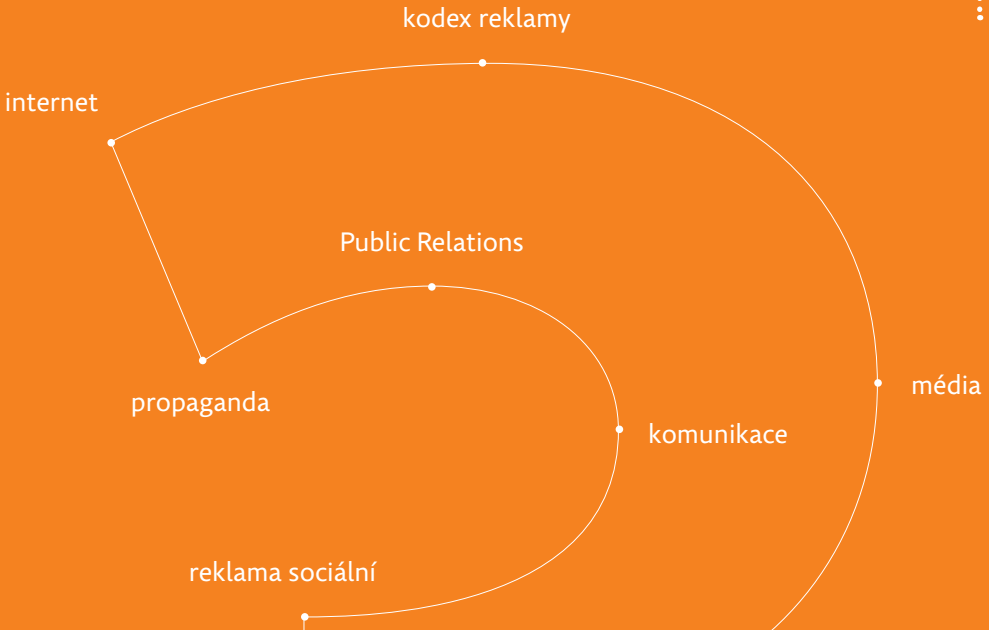 kodex reklamy
internet
Public Relations
média
propaganda
komunikace
reklama sociální